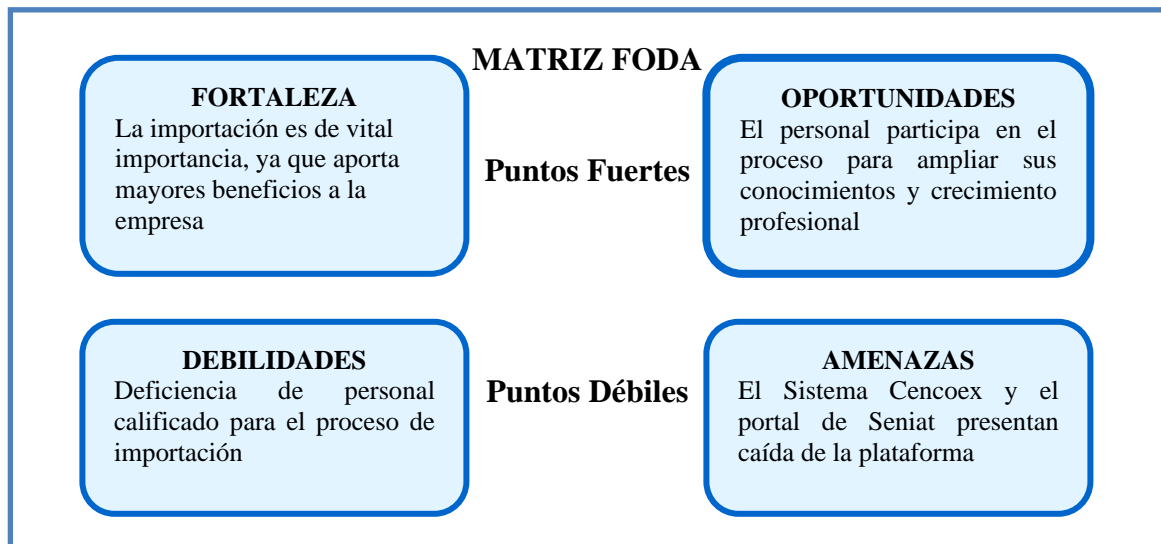 MATRIZ FODA
FORTALEZA
La importación es de vital
importancia, ya que aporta
mayores beneficios a la
empresa
Puntos Fuertes
OPORTUNIDADES
El personal participa en el
proceso para ampliar sus
conocimientos y crecimiento
profesional
DEBILIDADES
Deficiencia de personal
calificado para el proceso de
importación
Puntos Débiles
AMENAZAS
El Sistema Cencoex y el
portal de Seniat presentan
caída de la plataforma